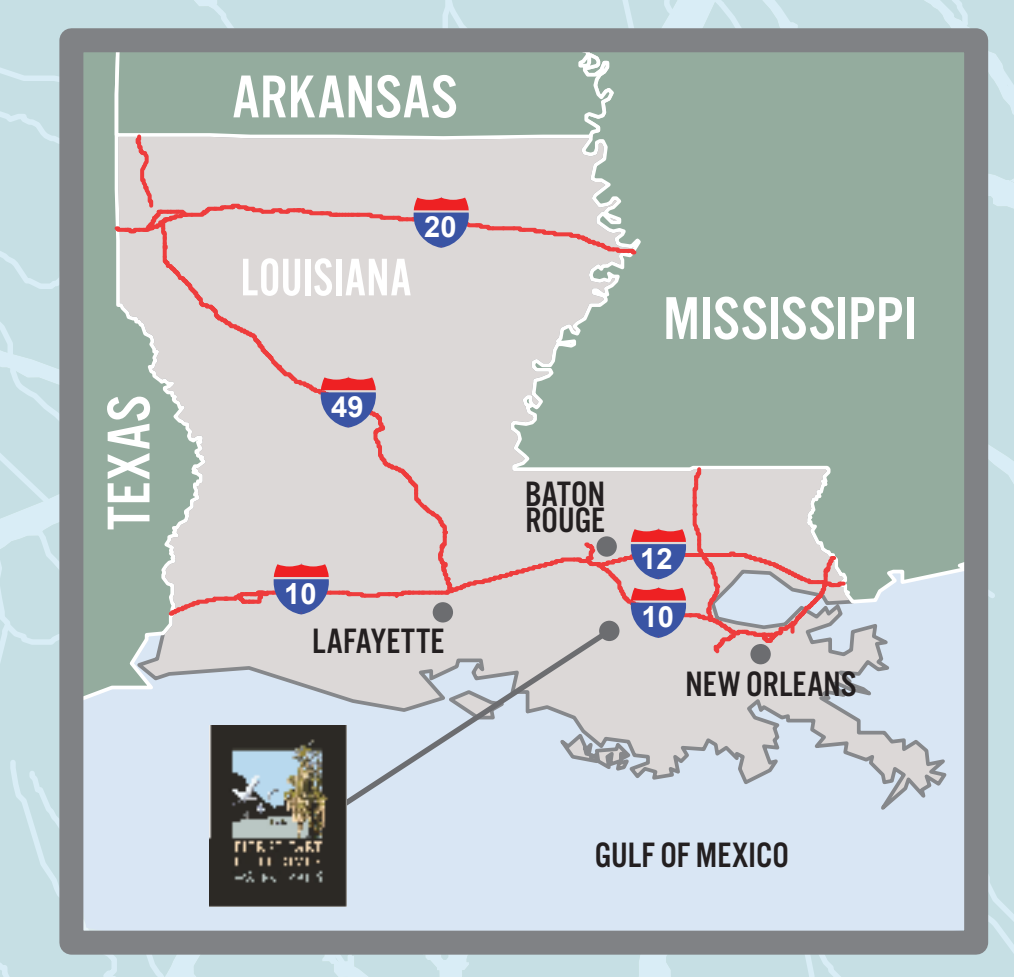 ARKANSAS
20
LOUISIANA
MISSISSIPPI
49
TEXAS
BATON
ROUGE
12
10
10
LAFAYETTE
NEW ORLEANS
GULF OF MEXICO